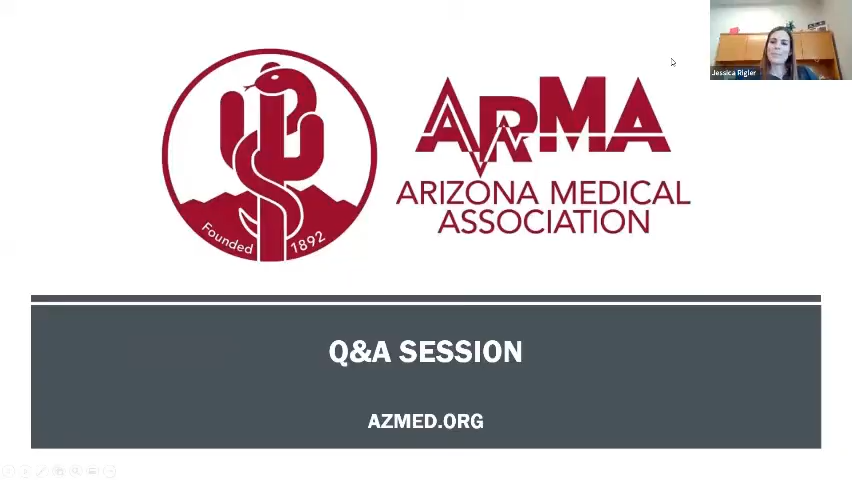 Jessica Rigler
ARMA
ARIZONA MEDICAL
ASSOCIATION
Founded 1892
Q&A SESSION
AZMED.ORG